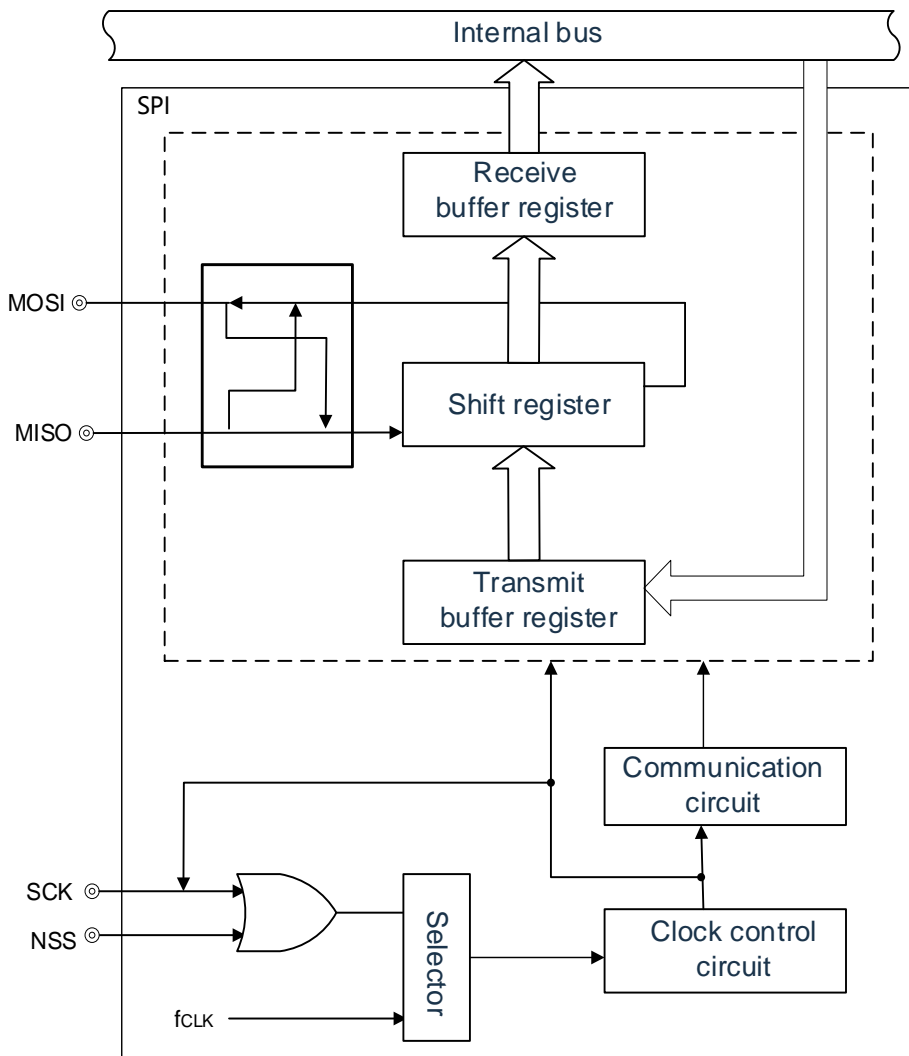 Internal bus
SPI
Receive
buffer register
MOSI
Shift register
MISO
Transmit
buffer register
Communication
circuit
SCK
NSS
Selector
Clock control
circuit
fCLK